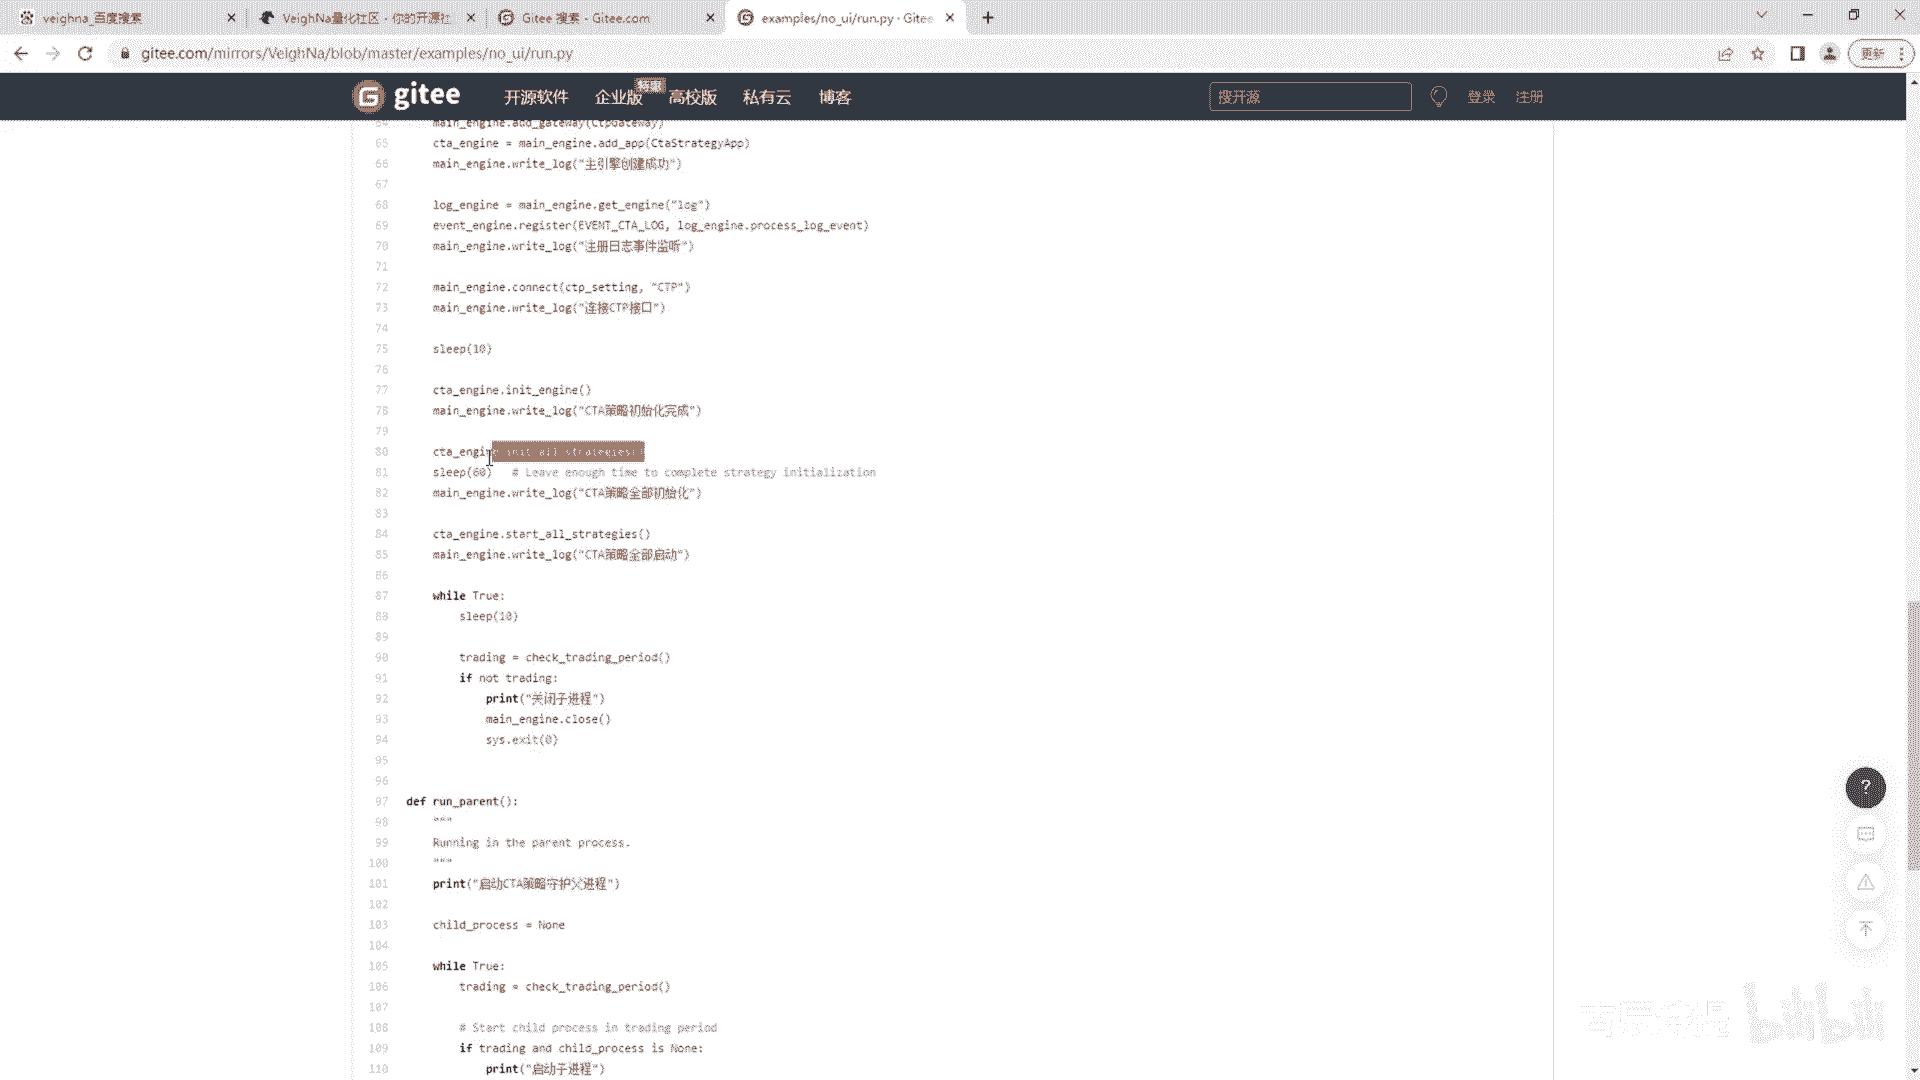 veighna_百度搜索
VeighNa量化社区 - 你的开源社
Gitee 搜索 - Gitee.com
examples/no_ui/run.py · Gitee
gitee.com/mirrors/VeighNa/blob/master/examples/no_ui/run.py
更新
gitee
开源软件
企业版
特惠
高校版
私有云
博客
搜开源
登录
注册
64 main_engine.add_gateway(CtpGateway)
65 cta_engine = main_engine.add_app(CtaStrategyApp)
66 main_engine.write_log("主引擎创建成功")
67
68 log_engine = main_engine.get_engine("log")
69 event_engine.register(EVENT_CTA_LOG, log_engine.process_log_event)
70 main_engine.write_log("注册日志事件监听")
71
72 main_engine.connect(ctp_setting, "CTP")
73 main_engine.write_log("连接CTP接口")
74
75 sleep(10)
76
77 cta_engine.init_engine()
78 main_engine.write_log("CTA策略初始化完成")
79
80 cta_engine.init_all_strategies()
81 sleep(60)   # Leave enough time to complete strategy initialization
82 main_engine.write_log("CTA策略全部初始化")
83
84 cta_engine.start_all_strategies()
85 main_engine.write_log("CTA策略全部启动")
86
87 while True:
88 sleep(10)
89
90 trading = check_trading_period()
91 if not trading:
92 print("关闭子进程")
93 main_engine.close()
94 sys.exit(0)
95
96
97 def run_parent():
98 """
99 Running in the parent process.
100 """
101 print("启动CTA策略守护父进程")
102
103 child_process = None
104
105 while True:
106 trading = check_trading_period()
107
108 # Start child process in trading period
109 if trading and child_process is None:
110 print("启动子进程")
?
bilibili